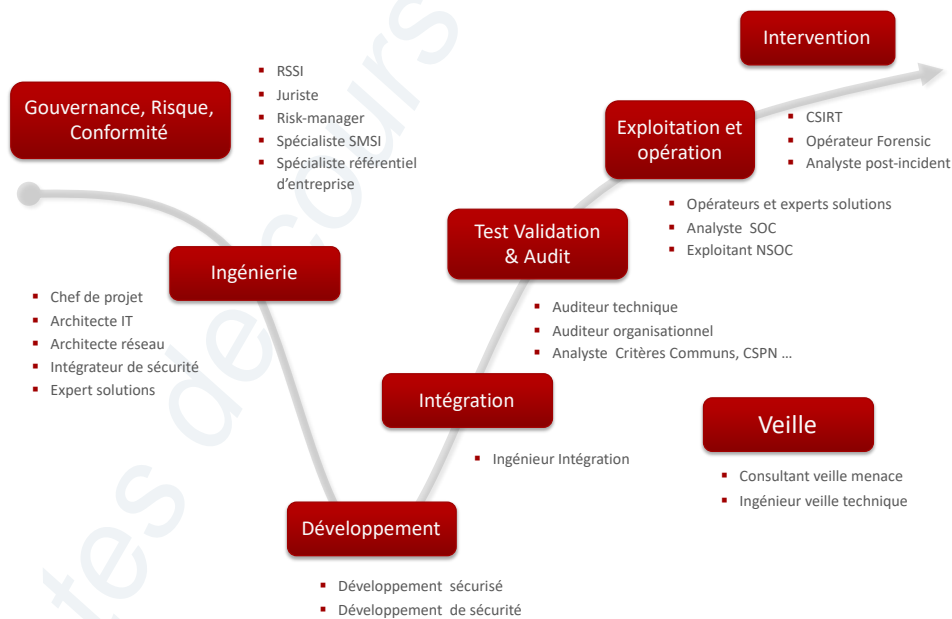 Gouvernance, Risque,
Conformité
RSSI
Juriste
Risk-manager
Spécialiste SMSI
Spécialiste référentiel
d'entreprise
Ingénierie
Chef de projet
Architecte IT
Architecte réseau
Intégrateur de sécurité
Expert solutions
Développement
Développement sécurisé
Développement de sécurité
Intégration
Ingénieur Intégration
Test Validation
& Audit
Auditeur technique
Auditeur organisationnel
Analyste Critères Communs, CSPN ...
Exploitation et
opération
Opérateurs et experts solutions
Analyste SOC
Exploitant NSOC
Intervention
CSIRT
Opérateur Forensic
Analyste post-incident
Veille
Consultant veille menace
Ingénieur veille technique
tes de cours